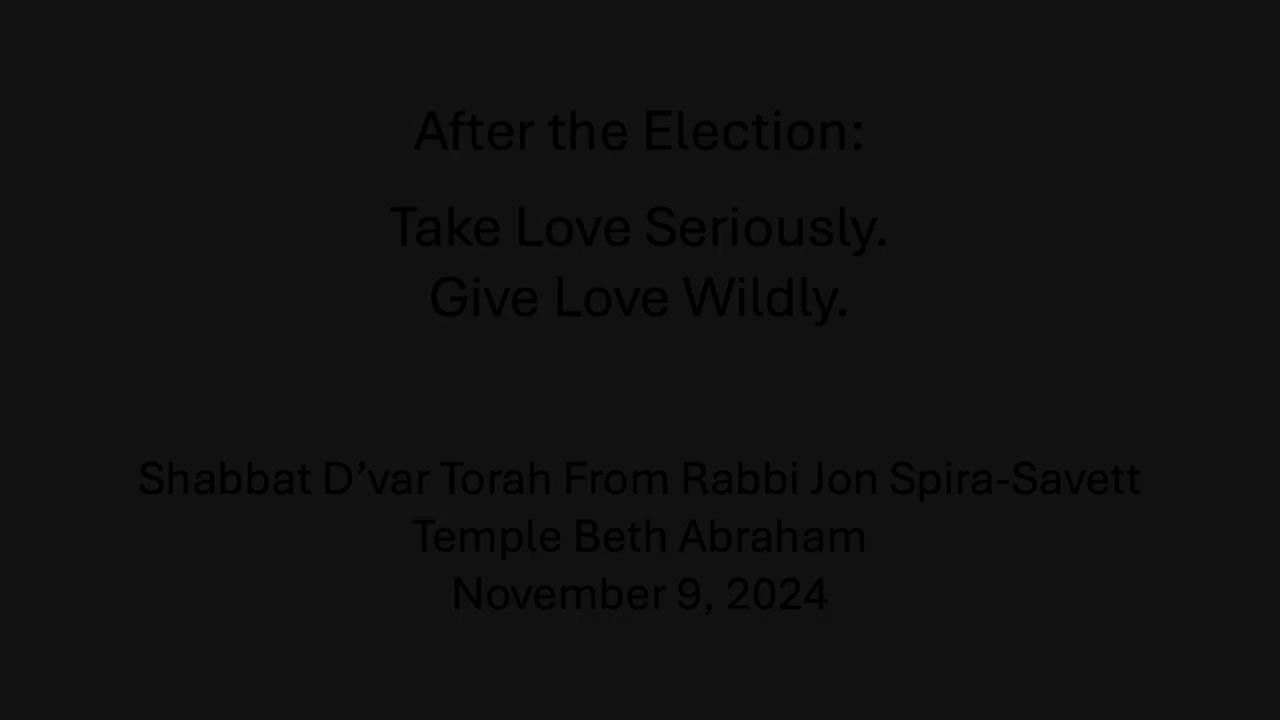 After the Election:
Take Love Seriously.
Give Love Wildly.
Shabbat D’var Torah From Rabbi Jon Spira-Savett
Temple Beth Abraham
November 9, 2024